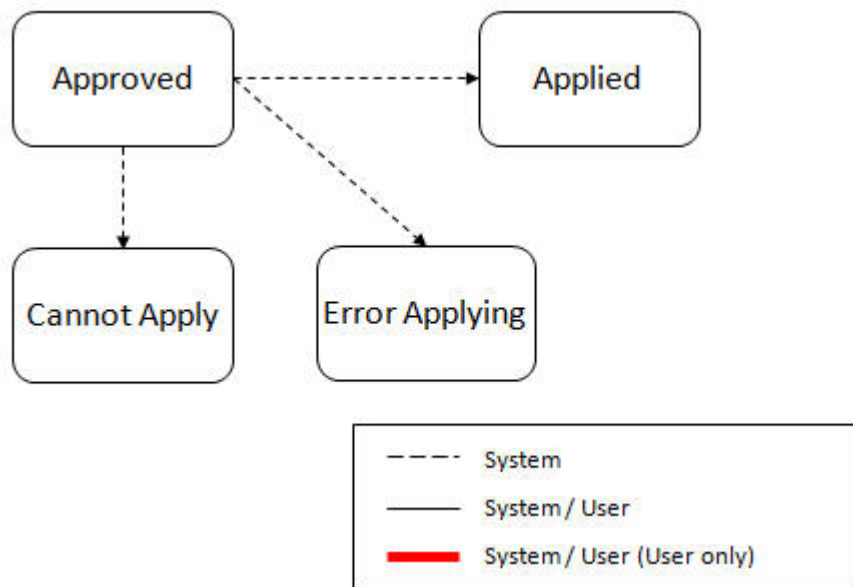 Approved
Applied
Cannot Apply
Error Applying
System
System / User
System / User (User only)